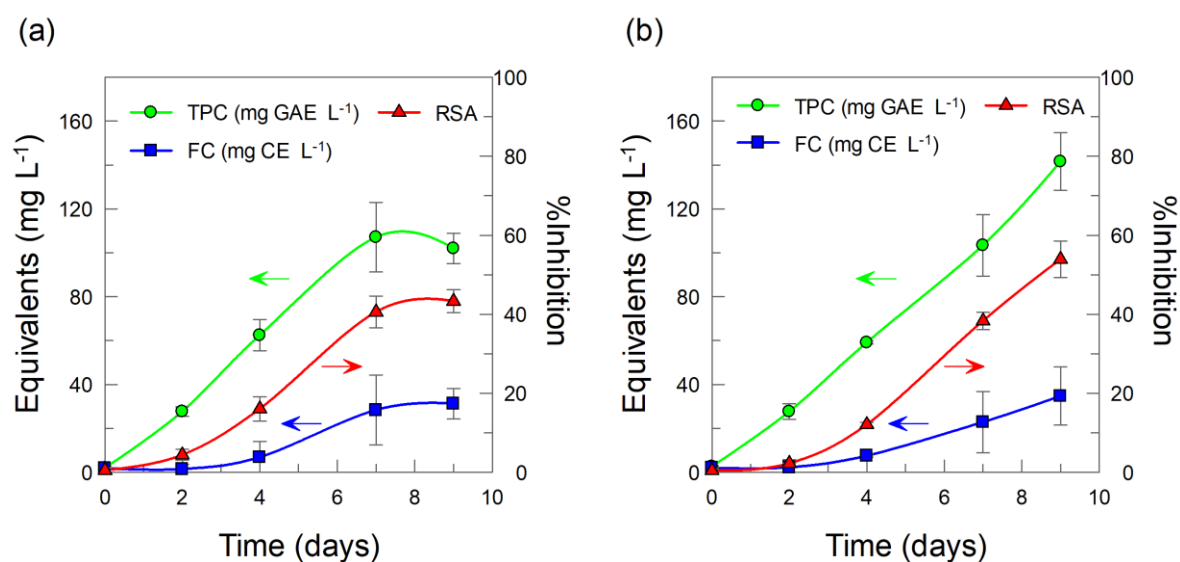 (a)
100
TPC (mg GAE L⁻¹) RSA
160
FC (mg CE L⁻¹)
80
120
60
80
40
40
20
0
0
0 2 4 6 8 10
Equivalents (mg L⁻¹)
%Inhibition
Time (days)
(b)
100
TPC (mg GAE L⁻¹) RSA
160
FC (mg CE L⁻¹)
80
120
60
80
40
40
20
0
0
0 2 4 6 8 10
Equivalents (mg L⁻¹)
%Inhibition
Time (days)